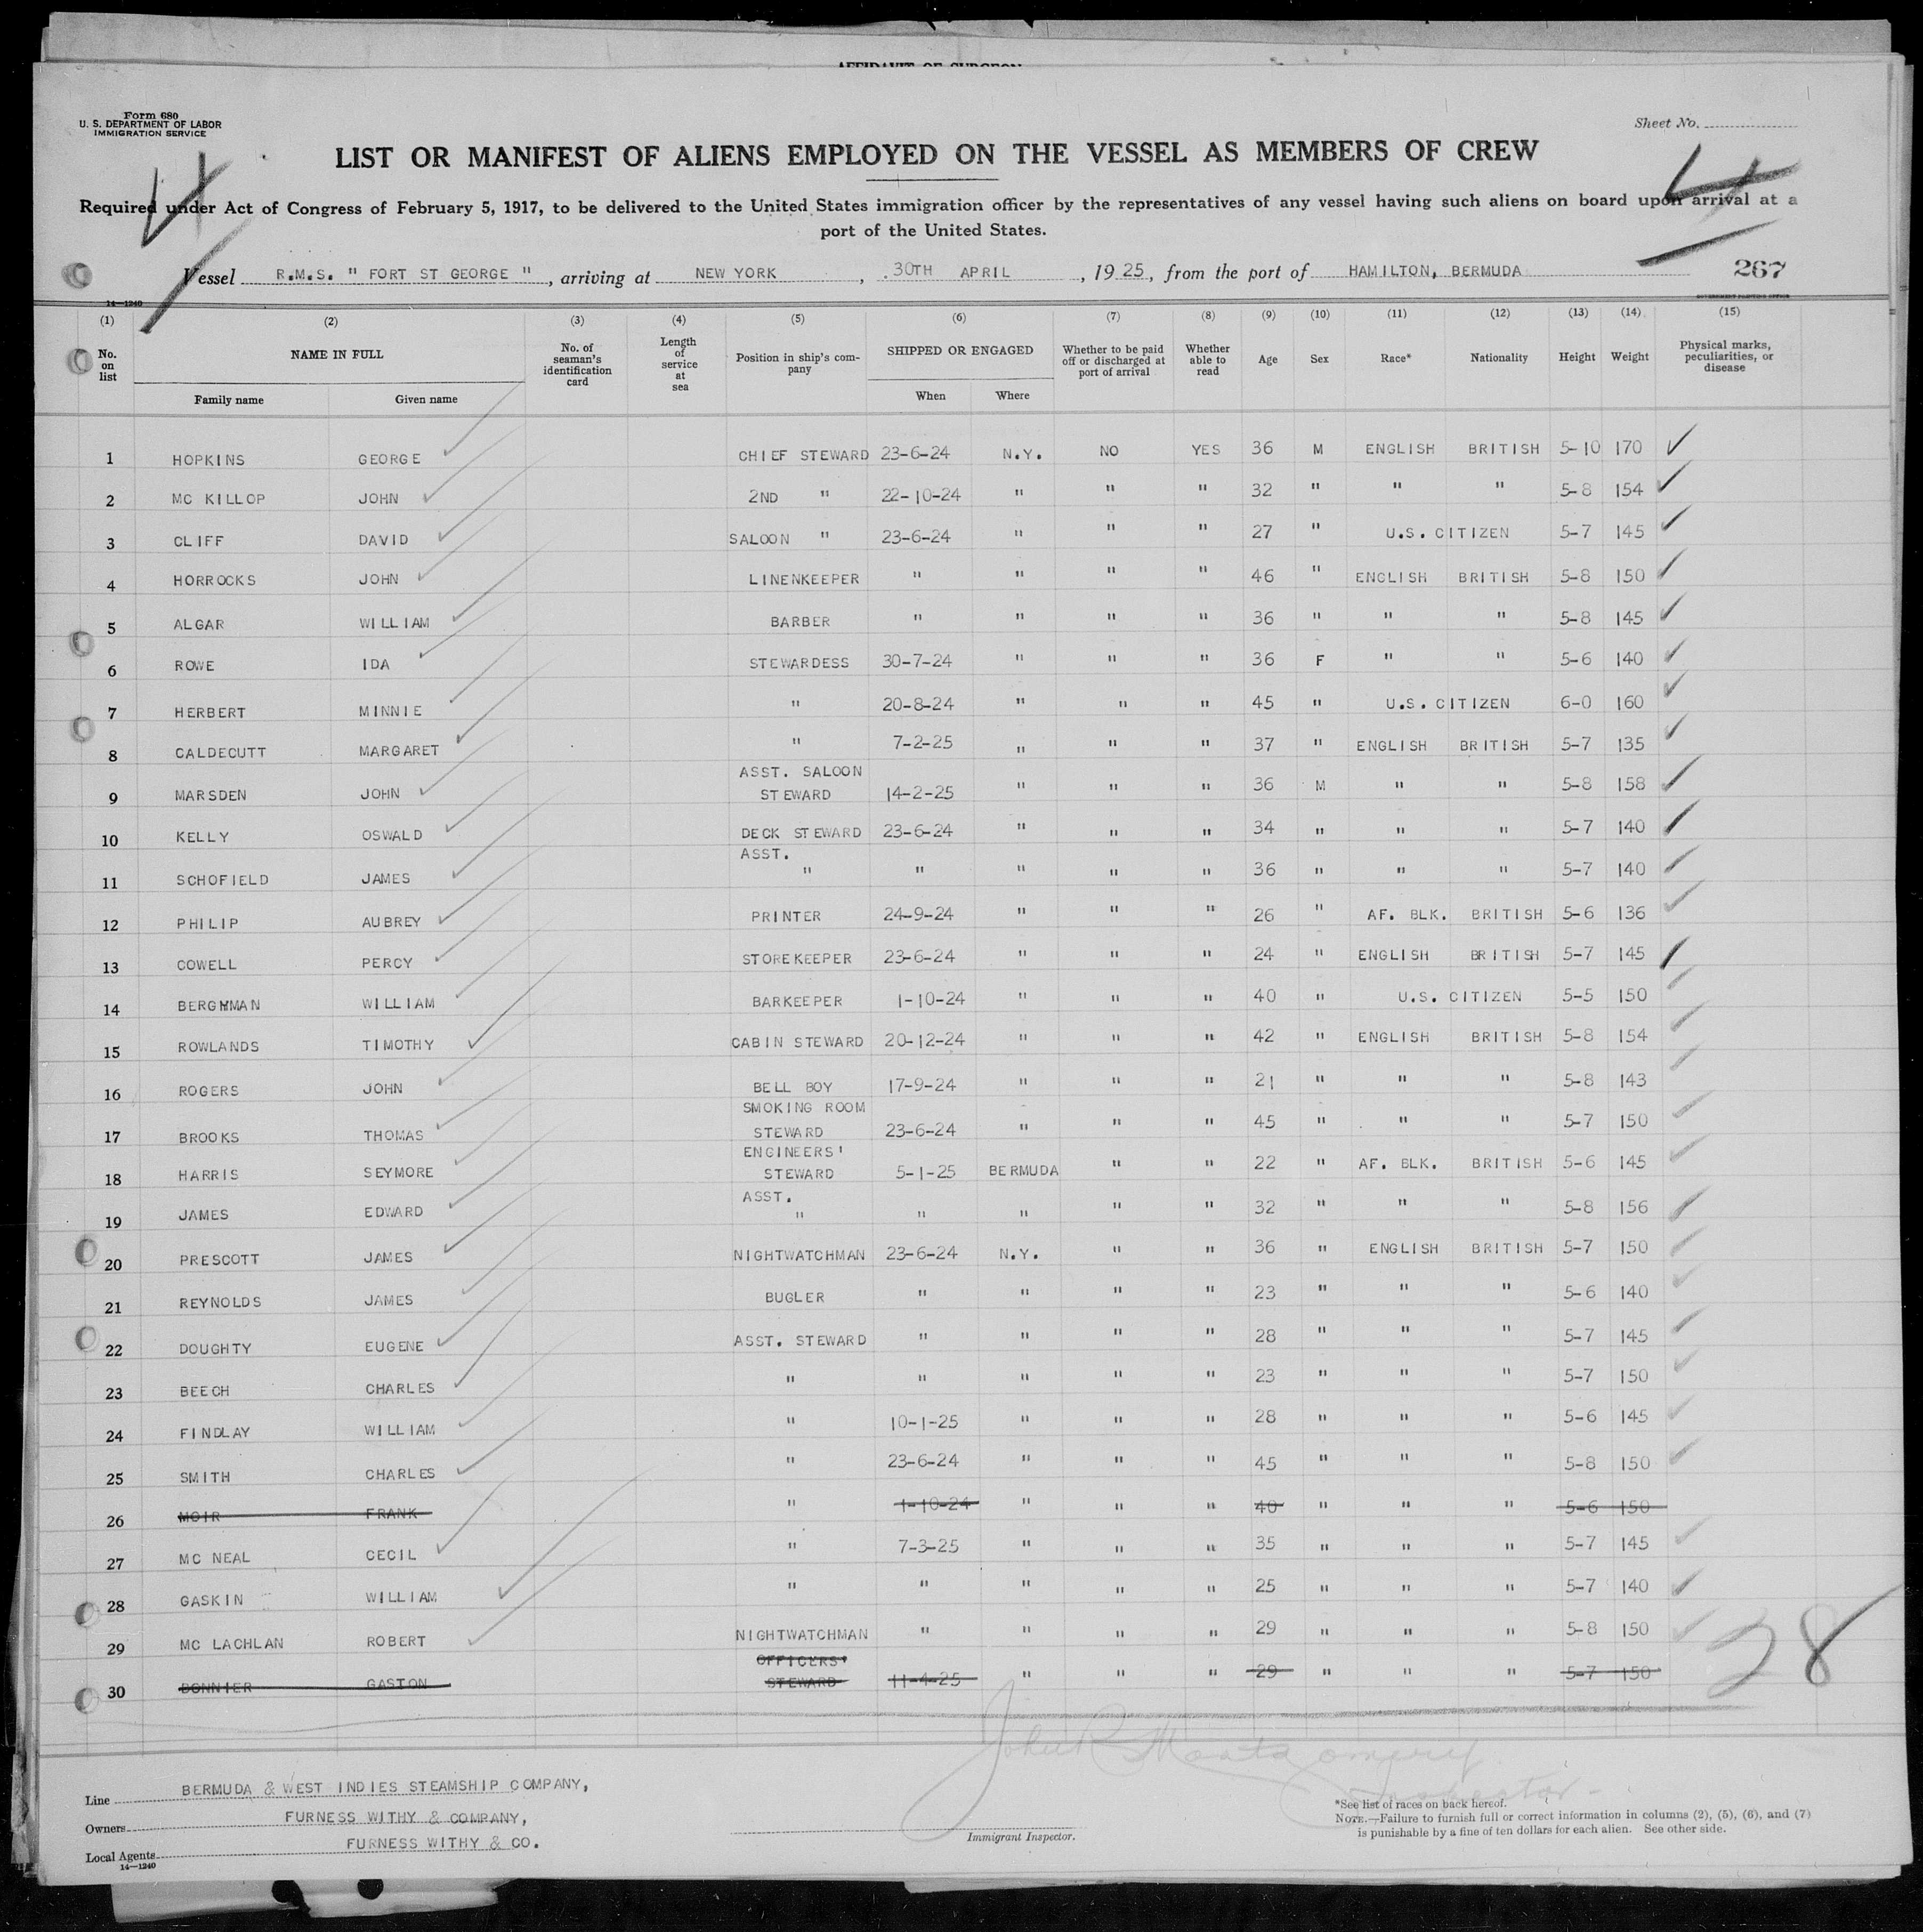 AFFIDAVIT OF SURGEON
Form 680
U. S. DEPARTMENT OF LABOR
IMMIGRATION SERVICE
Sheet No.
4
4
LIST OR MANIFEST OF ALIENS EMPLOYED ON THE VESSEL AS MEMBERS OF CREW
Required under Act of Congress of February 5, 1917, to be delivered to the United States immigration officer by the representatives of any vessel having such aliens on board upon arrival at a
port of the United States.
Vessel R.M.S. " FORT ST GEORGE ", arriving at NEW YORK, 30TH APRIL, 1925, from the port of HAMILTON, BERMUDA 267
14—1240
(1) (2) (3) (4) (5) (6) (7) (8) (9) (10) (11) (12) (13) (14) (15)
No. on list NAME IN FULL Family name Given name No. of seaman's identification card Length of service at sea Position in ship's company SHIPPED OR ENGAGED When Where Whether to be paid off or discharged at port of arrival Whether able to read Age Sex Race* Nationality Height Weight Physical marks, peculiarities, or disease
1 HOPKINS GEORGE CHIEF STEWARD 23-6-24 N.Y. NO YES 36 M ENGLISH BRITISH 5-10 170
2 MC KILLOP JOHN 2ND " 22-10-24 " " " 32 " " " 5-8 154
3 CLIFF DAVID SALOON " 23-6-24 " " " 27 " U.S. CITIZEN 5-7 145
4 HORROCKS JOHN LINENKEEPER " " " " 46 " ENGLISH BRITISH 5-8 150
5 ALGAR WILLIAM BARBER " " " " 36 " " " 5-8 145
6 ROWE IDA STEWARDESS 30-7-24 " " " 36 F " " 5-6 140
7 HERBERT MINNIE " 20-8-24 " " " 45 " U.S. CITIZEN 6-0 160
8 CALDECUTT MARGARET " 7-2-25 " " " 37 " ENGLISH BRITISH 5-7 135
9 MARSDEN JOHN ASST. SALOON STEWARD 14-2-25 " " " 36 M " " 5-8 158
10 KELLY OSWALD DECK STEWARD 23-6-24 " " " 34 " " " 5-7 140
11 SCHOFIELD JAMES ASST. " " " " " 36 " " " 5-7 140
12 PHILIP AUBREY PRINTER 24-9-24 " " " 26 " AF. BLK. BRITISH 5-6 136
13 COWELL PERCY STOREKEEPER 23-6-24 " " " 24 " ENGLISH BRITISH 5-7 145
14 BERGHMAN WILLIAM BARKEEPER 1-10-24 " " " 40 " U.S. CITIZEN 5-5 150
15 ROWLANDS TIMOTHY CABIN STEWARD 20-12-24 " " " 42 " ENGLISH BRITISH 5-8 154
16 ROGERS JOHN BELL BOY 17-9-24 " " " 21 " " " 5-8 143
17 BROOKS THOMAS SMOKING ROOM STEWARD 23-6-24 " " " 45 " " " 5-7 150
18 HARRIS SEYMORE ENGINEERS' STEWARD 5-1-25 BERMUDA " " 22 " AF. BLK. BRITISH 5-6 145
19 JAMES EDWARD ASST. " " " " " 32 " " " 5-8 156
20 PRESCOTT JAMES NIGHTWATCHMAN 23-6-24 N.Y. " " 36 " ENGLISH BRITISH 5-7 150
21 REYNOLDS JAMES BUGLER " " " " 23 " " " 5-6 140
22 DOUGHTY EUGENE ASST. STEWARD " " " " 28 " " " 5-7 145
23 BEECH CHARLES " " " " " 23 " " " 5-7 150
24 FINDLAY WILLIAM " 10-1-25 " " " 28 " " " 5-6 145
25 SMITH CHARLES " 23-6-24 " " " 45 " " " 5-8 150
26 MOIR FRANK " 1-10-24 " " " 40 " " " 5-6 150
27 MC NEAL CECIL " 7-3-25 " " " 35 " " " 5-7 145
28 GASKIN WILLIAM " " " " " 25 " " " 5-7 140
29 MC LACHLAN ROBERT NIGHTWATCHMAN " " " " 29 " " " 5-8 150
30 BONNIER GASTON OFFICERS' STEWARD 11-4-25 " " " 29 " " " 5-7 150
28
John R Montgomery
Inspector
Line BERMUDA & WEST INDIES STEAMSHIP COMPANY,
Owners FURNESS WITHY & COMPANY,
Local Agents FURNESS WITHY & CO.
14—1240
Immigrant Inspector.
*See list of races on back hereof.
NOTE.—Failure to furnish full or correct information in columns (2), (5), (6), and (7)
is punishable by a fine of ten dollars for each alien. See other side.